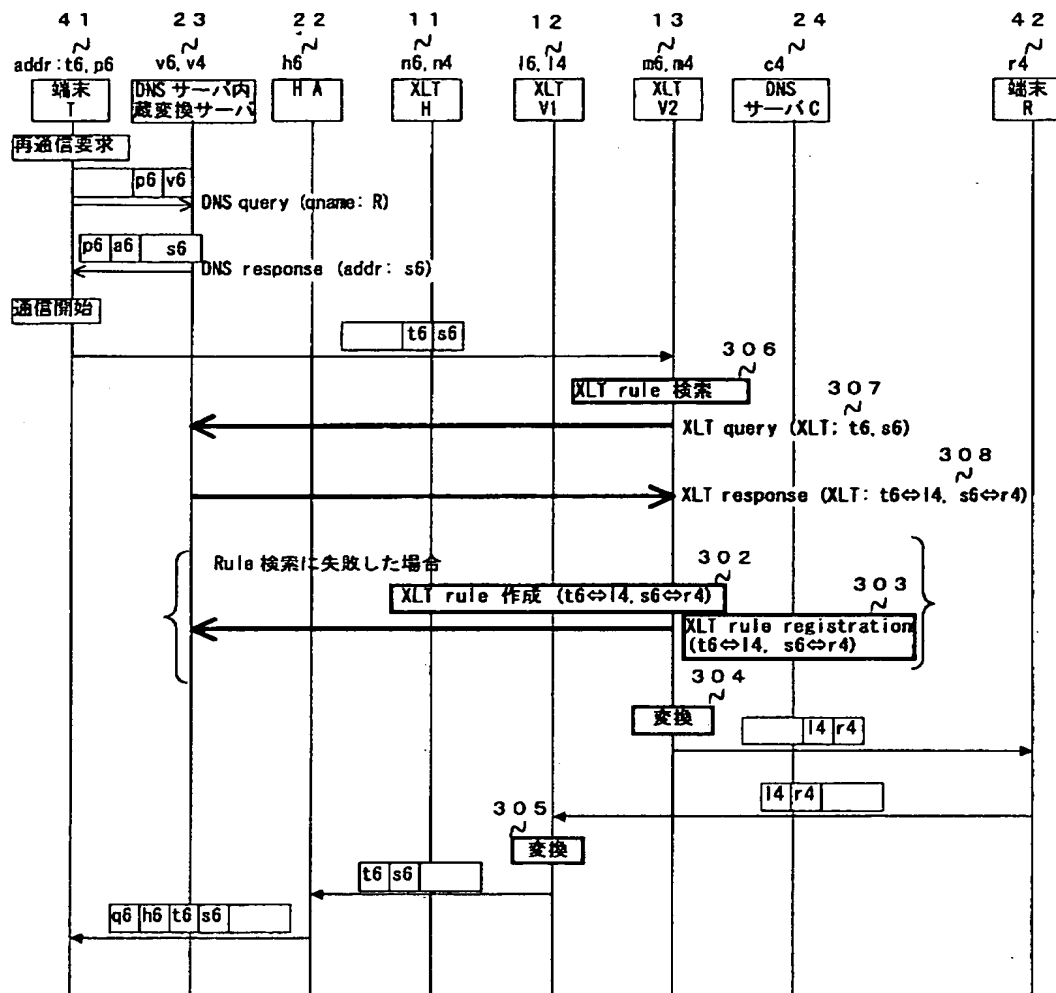 41 23 22 11 12 13 24 42
addr:t6,p6 v6,v4 h6 n6,n4 l6,l4 m6,m4 c4 r4
端末 T
DNS サーバ内蔵変換サーバ
HA
XLT H
XLT V1
XLT V2
DNS サーバC
端末 R
再通信要求
p6 v6
DNS query (qname: R)
p6 a6 s6
DNS response (addr: s6)
通信開始
t6 s6
306
XLT rule 検索
307
XLT query (XLT: t6,s6)
308
XLT response (XLT: t6⇔l4, s6⇔r4)
Rule 検索に失敗した場合
302
XLT rule 作成 (t6⇔l4,s6⇔r4)
303
XLT rule registration
(t6⇔l4, s6⇔r4)
304
変換
l4 r4
l4 r4
305
変換
t6 s6
q6 h6 t6 s6